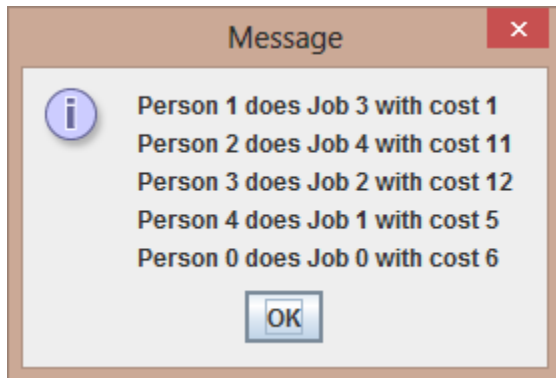 Message
Person 1 does Job 3 with cost 1
Person 2 does Job 4 with cost 11
Person 3 does Job 2 with cost 12
Person 4 does Job 1 with cost 5
Person 0 does Job 0 with cost 6
OK